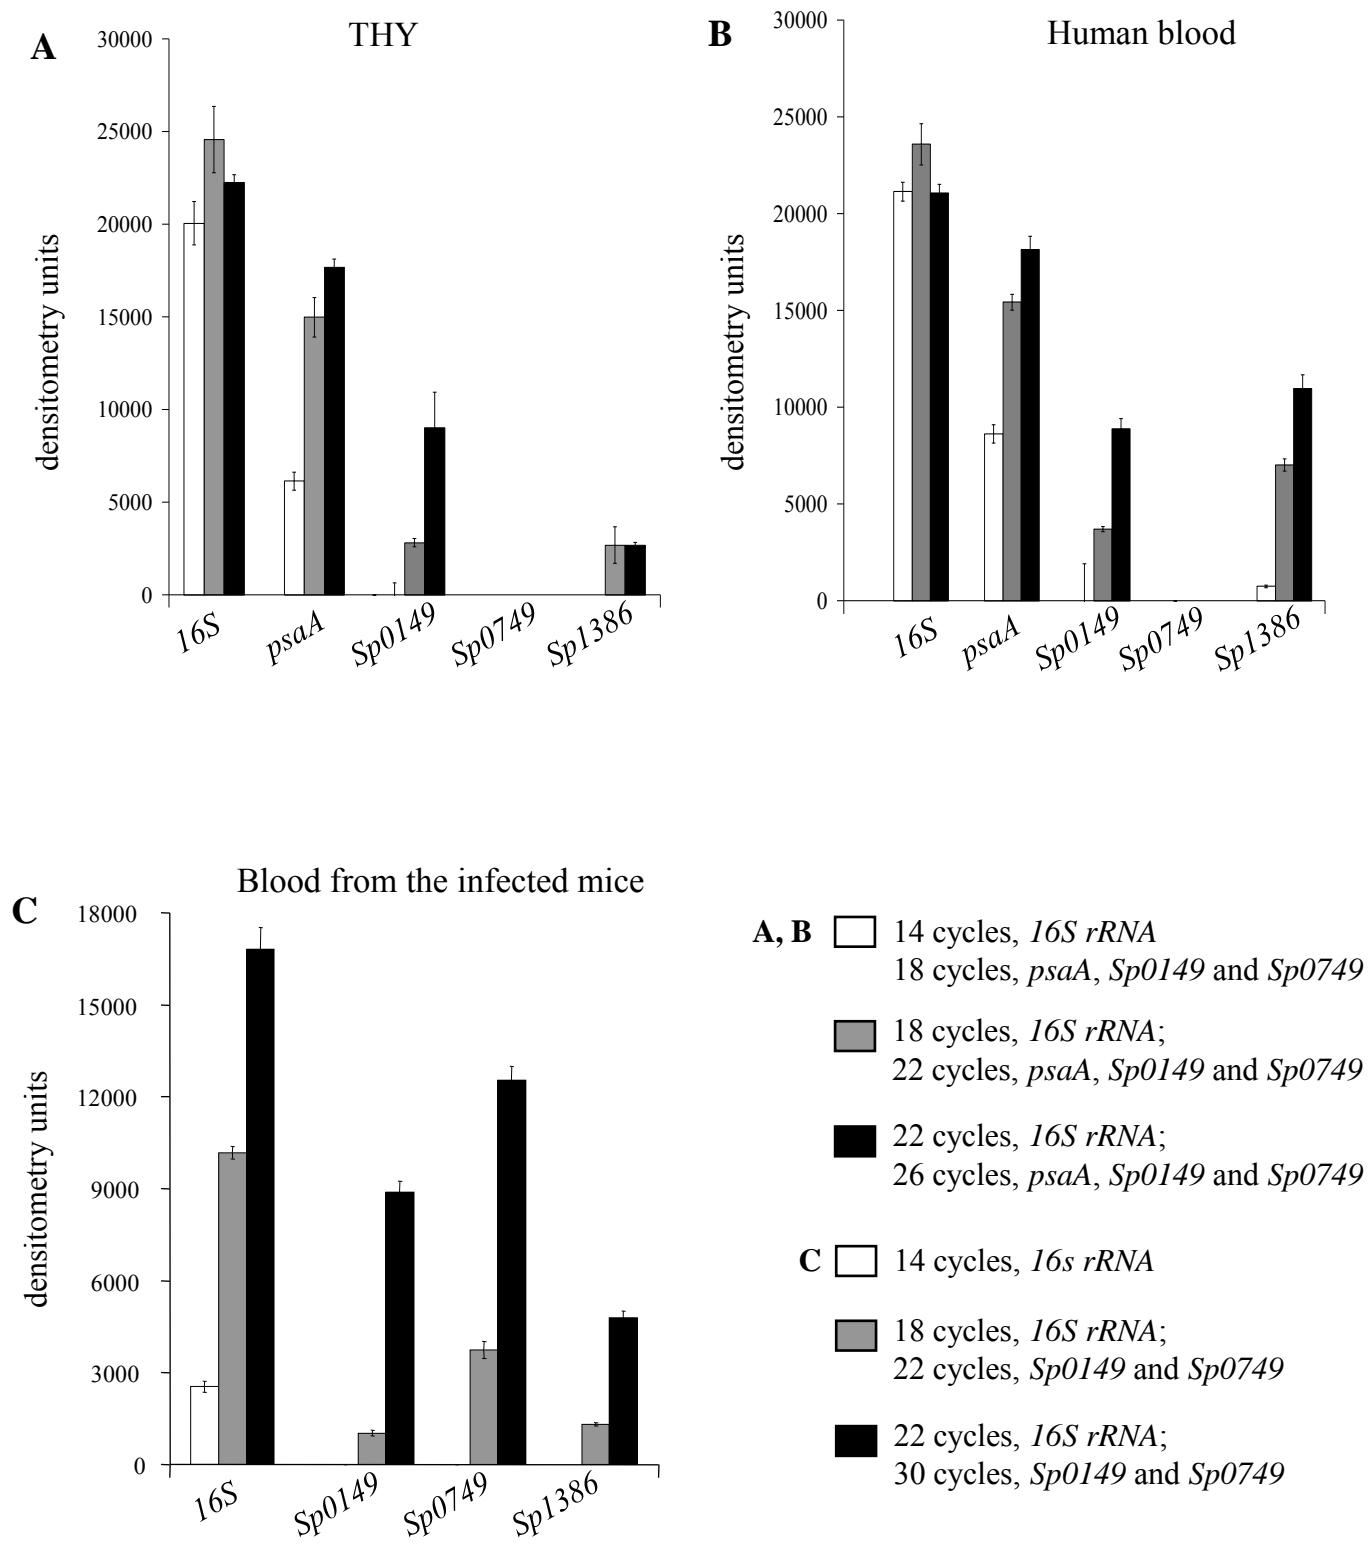 A
THY
30000
25000
20000
15000
10000
5000
0
densitometry units
16S
psaA
Sp0149
Sp0749
Sp1386
B
Human blood
30000
25000
20000
15000
10000
5000
0
densitometry units
16S
psaA
Sp0149
Sp0749
Sp1386
C
Blood from the infected mice
18000
15000
12000
9000
6000
3000
0
densitometry units
16S
Sp0149
Sp0749
Sp1386
A, B
14 cycles, 16S rRNA
18 cycles, psaA, Sp0149 and Sp0749
18 cycles, 16S rRNA;
22 cycles, psaA, Sp0149 and Sp0749
22 cycles, 16S rRNA;
26 cycles, psaA, Sp0149 and Sp0749
C
14 cycles, 16s rRNA
18 cycles, 16S rRNA;
22 cycles, Sp0149 and Sp0749
22 cycles, 16S rRNA;
30 cycles, Sp0149 and Sp0749